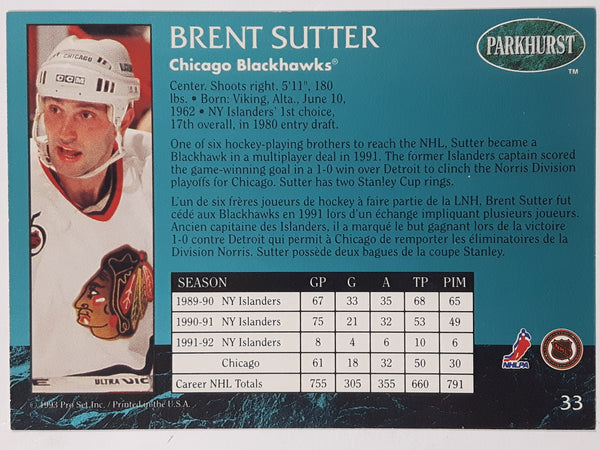 BRENT SUTTER
Chicago Blackhawks®
PARKHURST
TM
Center. Shoots right. 5'11", 180
lbs. • Born: Viking, Alta., June 10,
1962 • NY Islanders' 1st choice,
17th overall, in 1980 entry draft.
One of six hockey-playing brothers to reach the NHL, Sutter became a
Blackhawk in a multiplayer deal in 1991. The former Islanders captain scored
the game-winning goal in a 1-0 win over Detroit to clinch the Norris Division
playoffs for Chicago. Sutter has two Stanley Cup rings.
L'un de six frères joueurs de hockey à faire partie de la LNH, Brent Sutter fut
cédé aux Blackhawks en 1991 lors d'un échange impliquant plusieurs joueurs.
Ancien capitaine des Islanders, il a marqué le but gagnant lors de la victoire
1-0 contre Detroit qui permit à Chicago de remporter les éliminatoires de la
Division Norris. Sutter possède deux bagues de la coupe Stanley.
SEASON GP G A TP PIM
1989-90 NY Islanders 67 33 35 68 65
1990-91 NY Islanders 75 21 32 53 49
1991-92 NY Islanders 8 4 6 10 6
Chicago 61 18 32 50 30
Career NHL Totals 755 305 355 660 791
CHICAGO
CCM
ULTRA VIC
NHLPA
NHL
© 1993 Pro Set Inc. / Printed in the U.S.A.
33